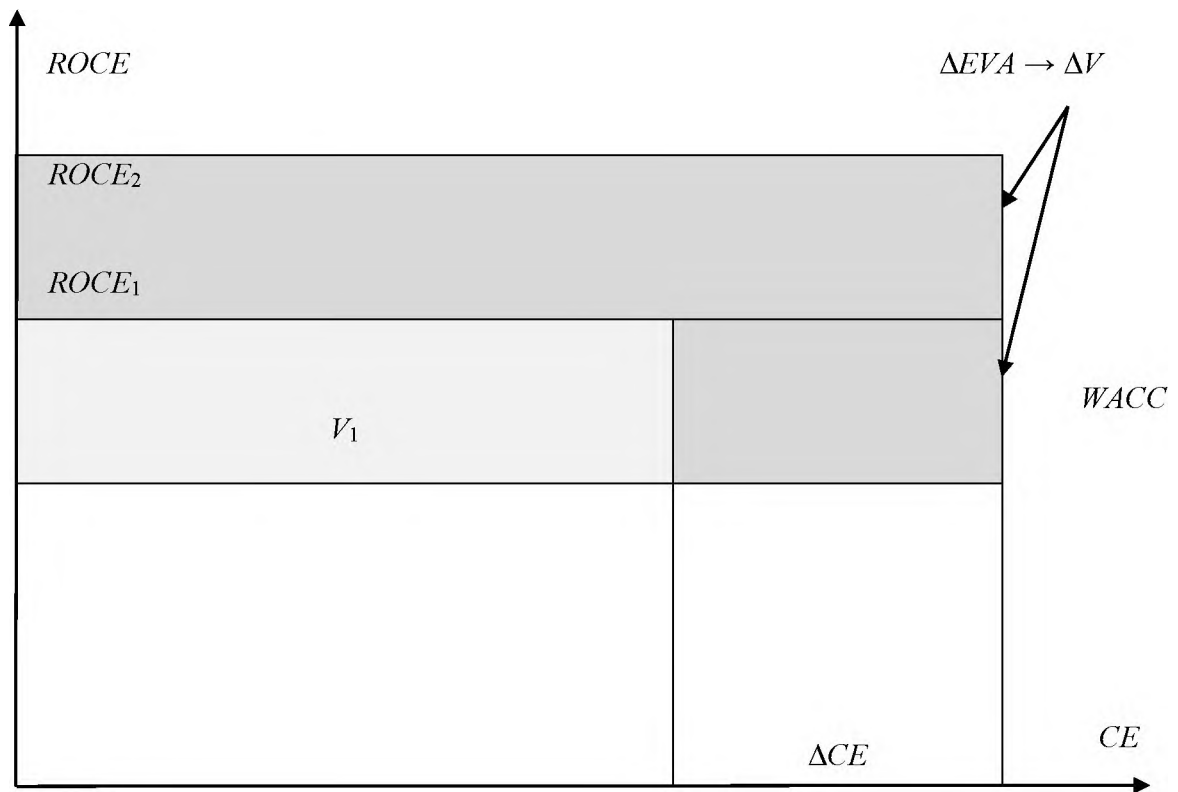 ROCE
ΔEVA → ΔV
ROCE₂
ROCE₁
WACC
V₁
CE
ΔCE